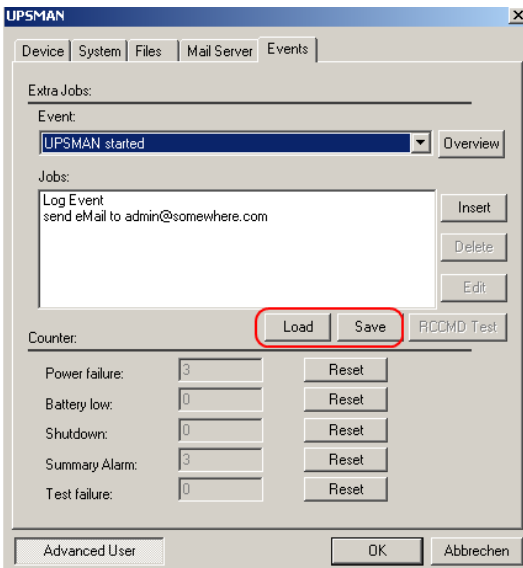 UPSMAN
Device System Files Mail Server Events
Extra Jobs:
Event:
UPSMAN started Overview
Jobs:
Log Event
send eMail to admin@somewhere.com
Insert
Delete
Edit
Load Save RCCMD Test
Counter:
Power failure: 3 Reset
Battery low: 0 Reset
Shutdown: 0 Reset
Summary Alarm: 3 Reset
Test failure: 0 Reset
Advanced User OK Abbrechen